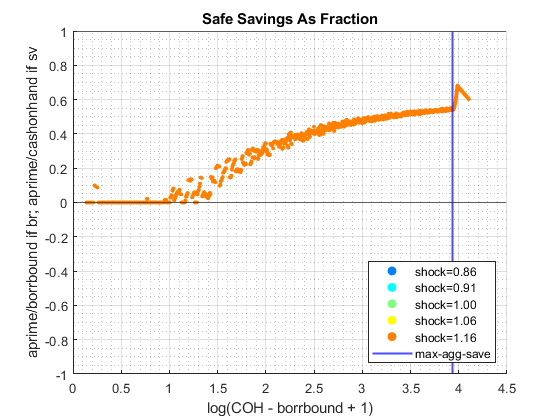 Safe Savings As Fraction
aprime/borrbound if br; aprime/cashonhand if sv
1
0.8
0.6
0.4
0.2
0
-0.2
-0.4
-0.6
-0.8
-1
shock=0.86
shock=0.91
shock=1.00
shock=1.06
shock=1.16
max-agg-save
0 0.5 1 1.5 2 2.5 3 3.5 4 4.5
log(COH - borrbound + 1)